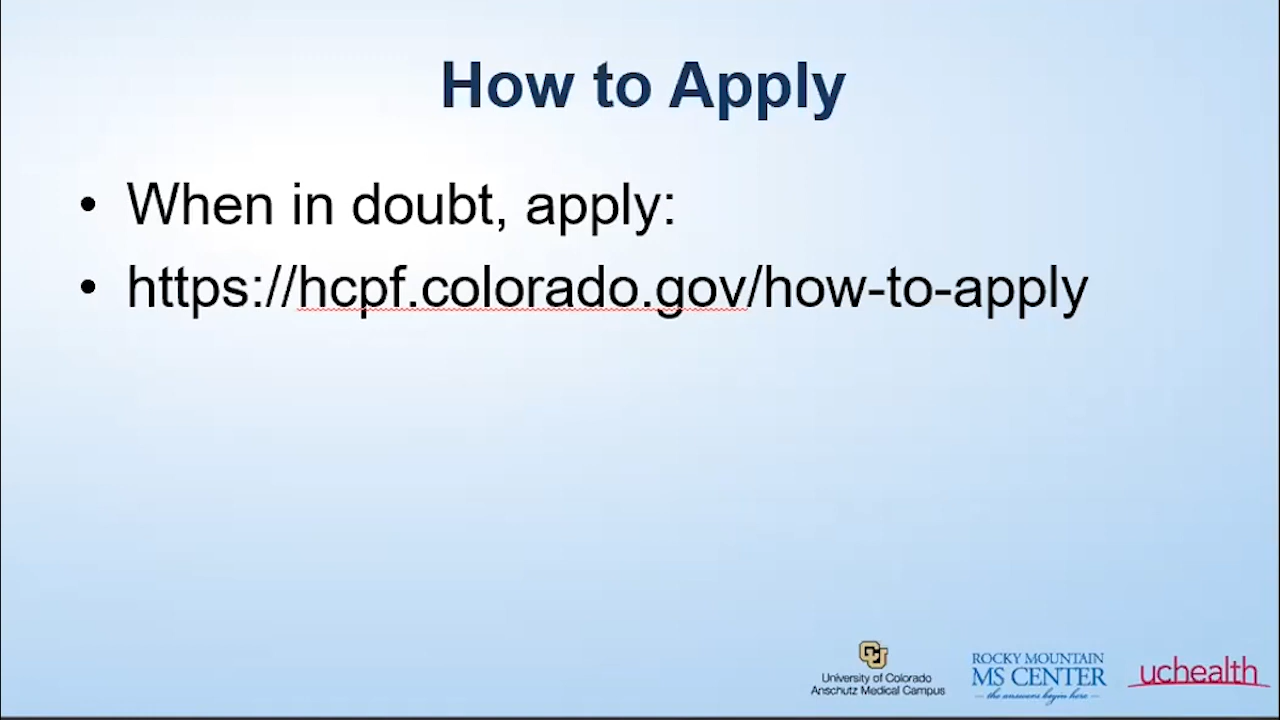 How to Apply
• When in doubt, apply:
• https://hcpf.colorado.gov/how-to-apply
CU
University of Colorado
Anschutz Medical Campus
ROCKY MOUNTAIN
MS CENTER
the answers begin here
uchealth